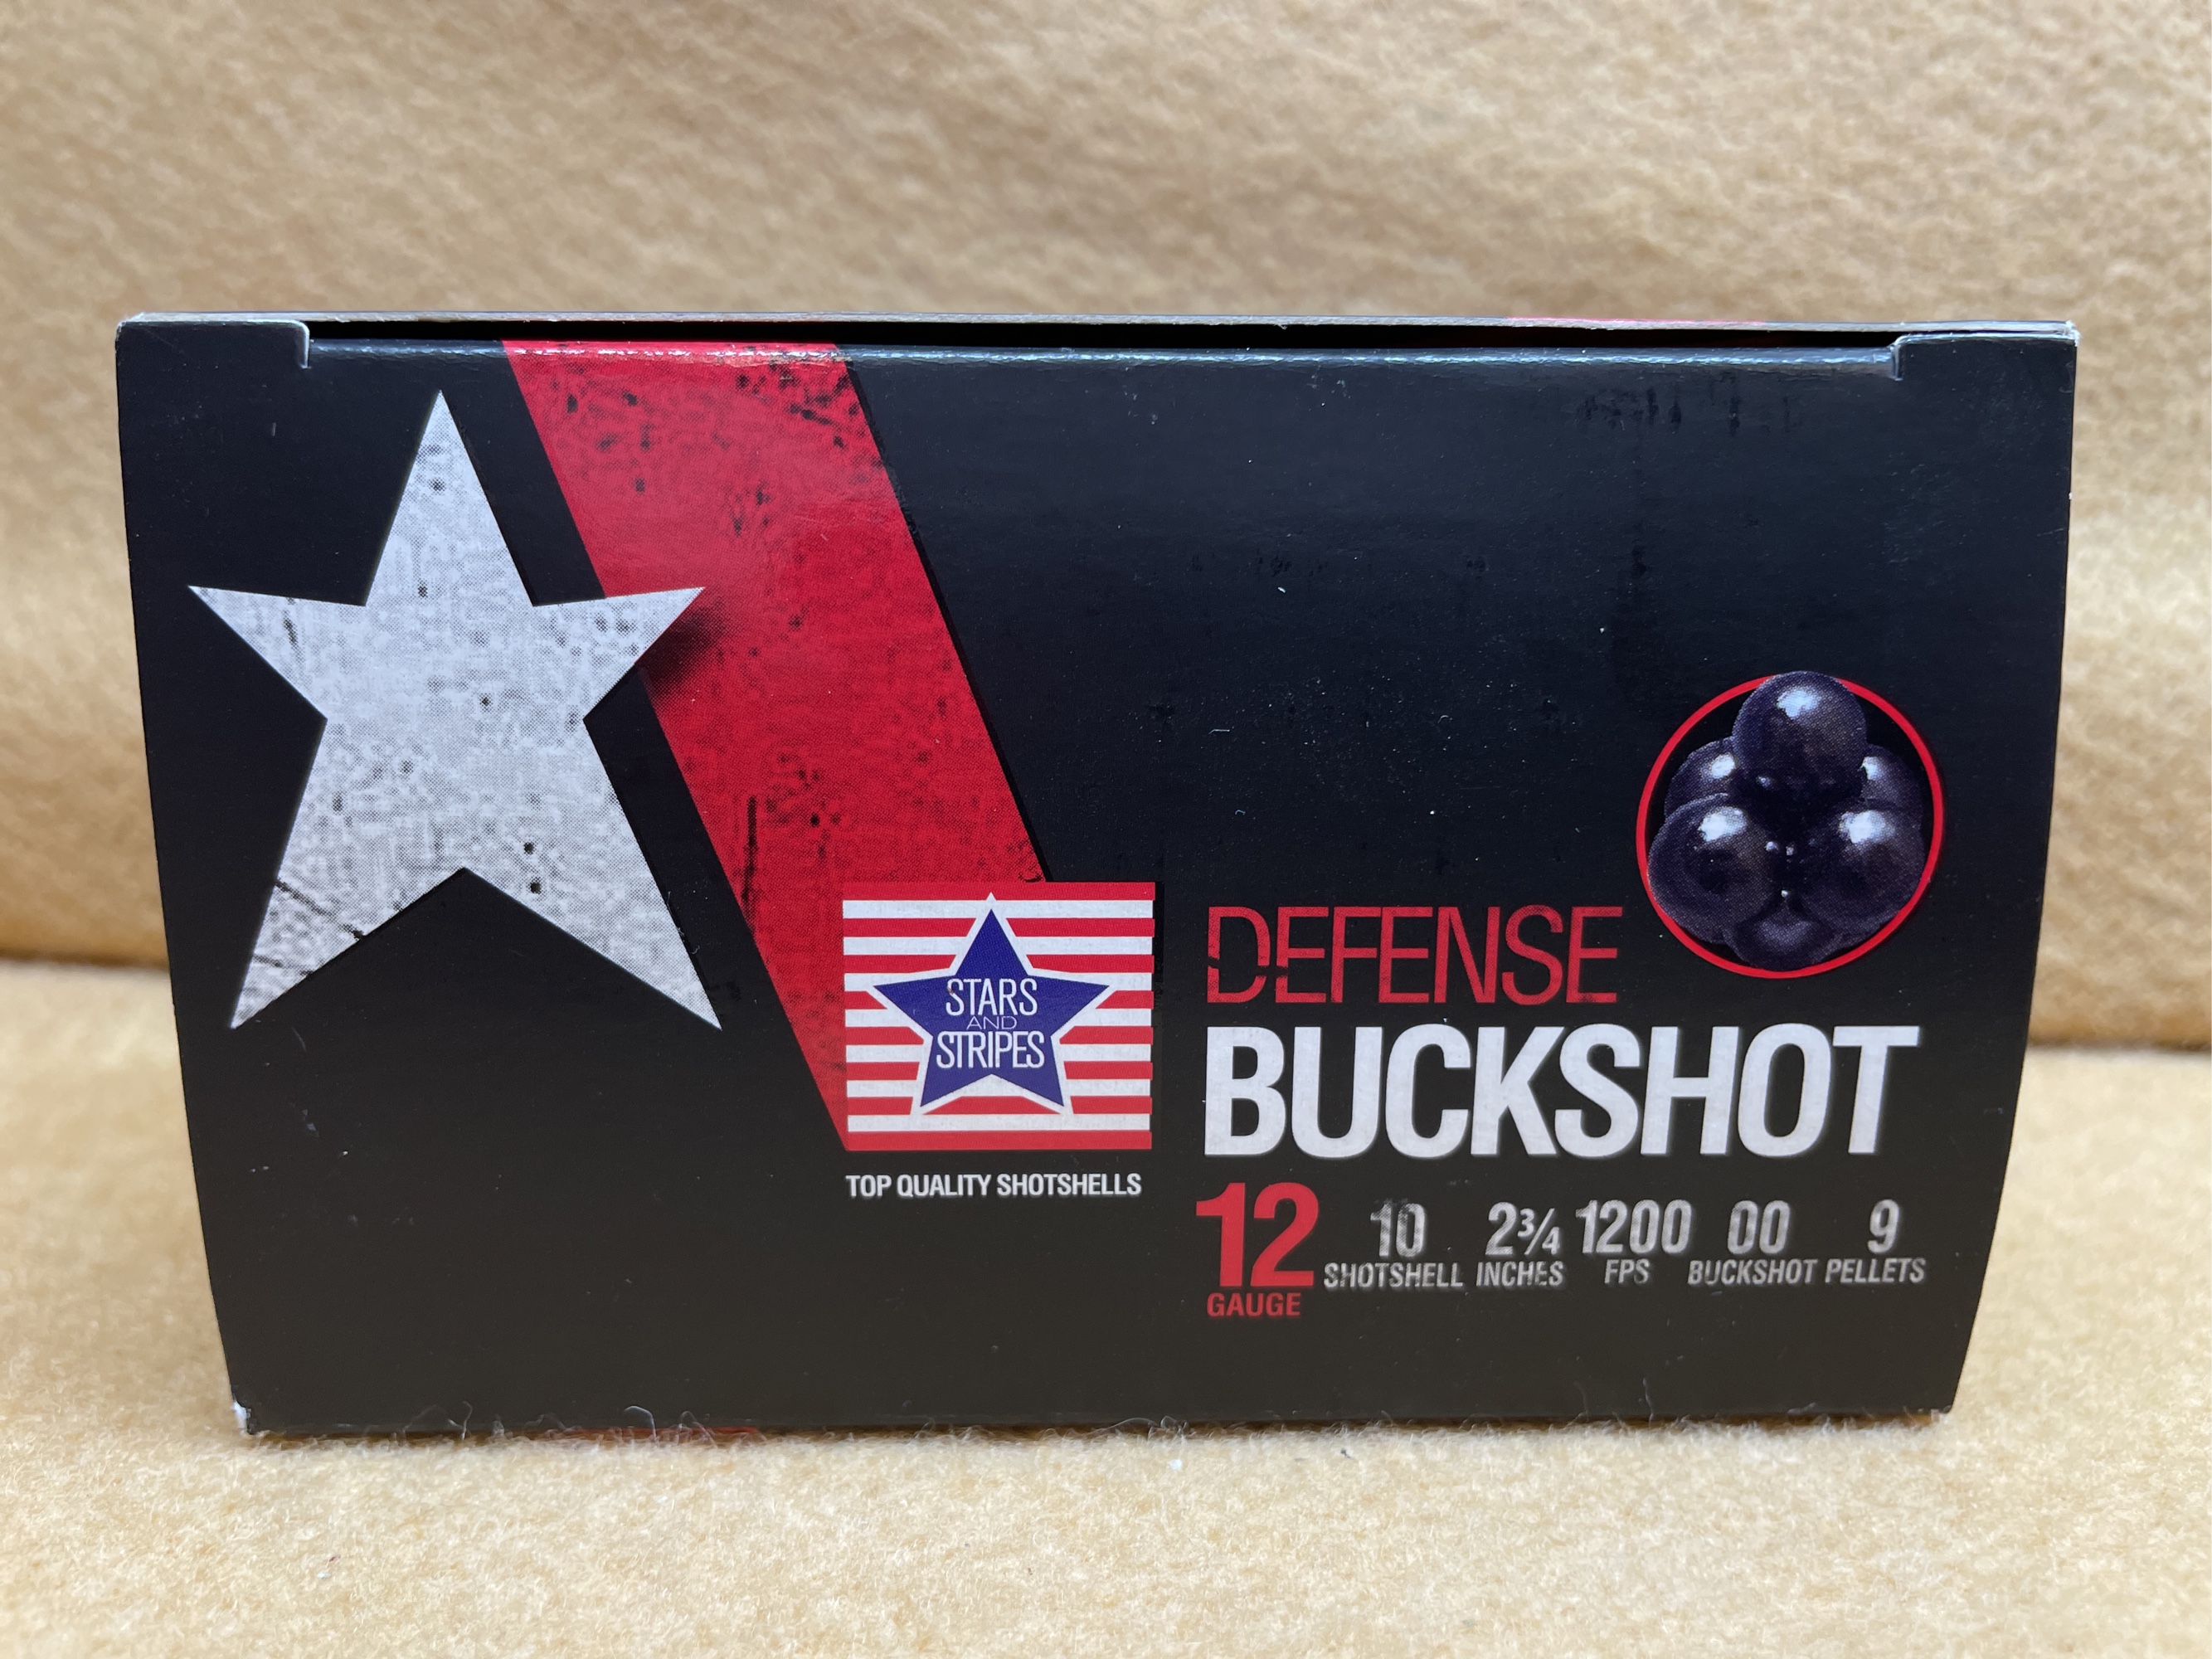 STARS
AND
STRIPES
TOP QUALITY SHOTSHELLS
DEFENSE
BUCKSHOT
12 10 2¾ 1200 00 9
GAUGE SHOTSHELL INCHES FPS BUCKSHOT PELLETS